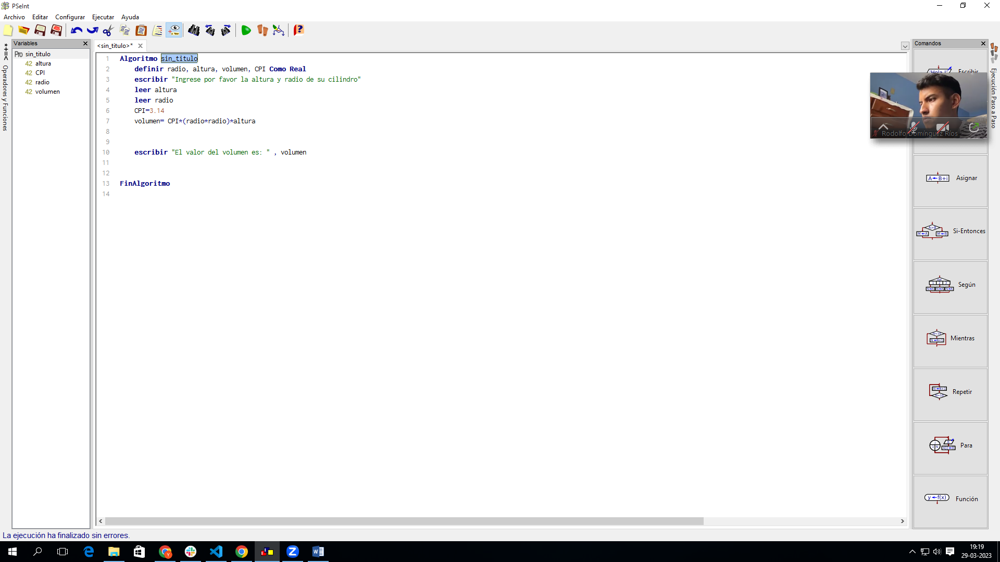 PSeInt
Archivo Editar Configurar Ejecutar Ayuda
Variables
<sin_titulo>*
Comandos
*+=<
Operadores y Funciones
Pro sin_titulo
42 altura
42 CPI
42 radio
42 volumen
1 Algoritmo sin_titulo
2 definir radio, altura, volumen, CPI Como Real
3 escribir "Ingrese por favor la altura y radio de su cilindro"
4 leer altura
5 leer radio
6 CPI=3.14
7 volumen= CPI*(radio*radio)*altura
8
9
10 escribir "El valor del volumen es: " , volumen
11
12
13 FinAlgoritmo
14
'Hola !' Escribir
Rodolfo Domínguez Ríos
A←B+i Asignar
A>B
Si-Entonces
Según
Mientras
Repetir
Para
y←f(x) Función
Ejecución Paso a Paso
La ejecución ha finalizado sin errores.
19:19
29-03-2023